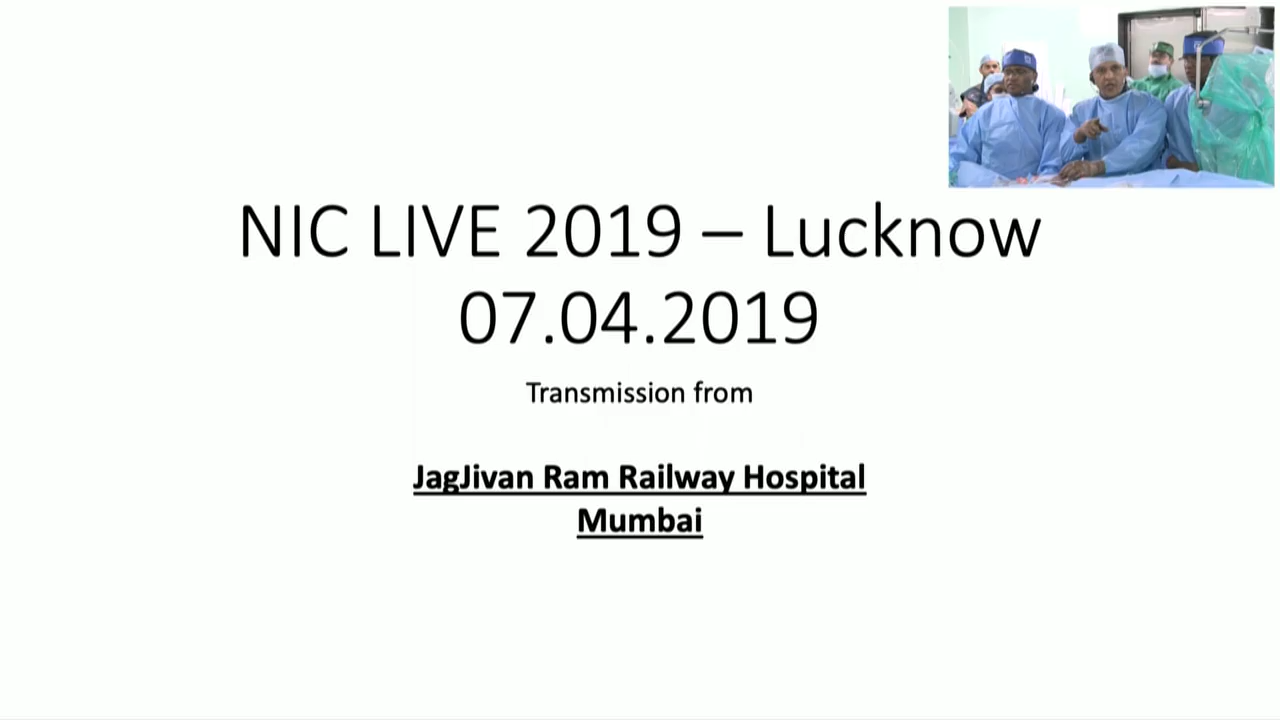 NIC LIVE 2019 – Lucknow
07.04.2019
Transmission from
JagJivan Ram Railway Hospital
Mumbai